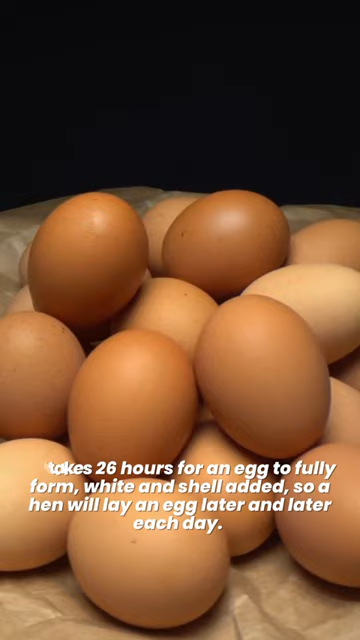 takes 26 hours for an egg to fully
form, white and shell added, so a
hen will lay an egg later and later
each day.